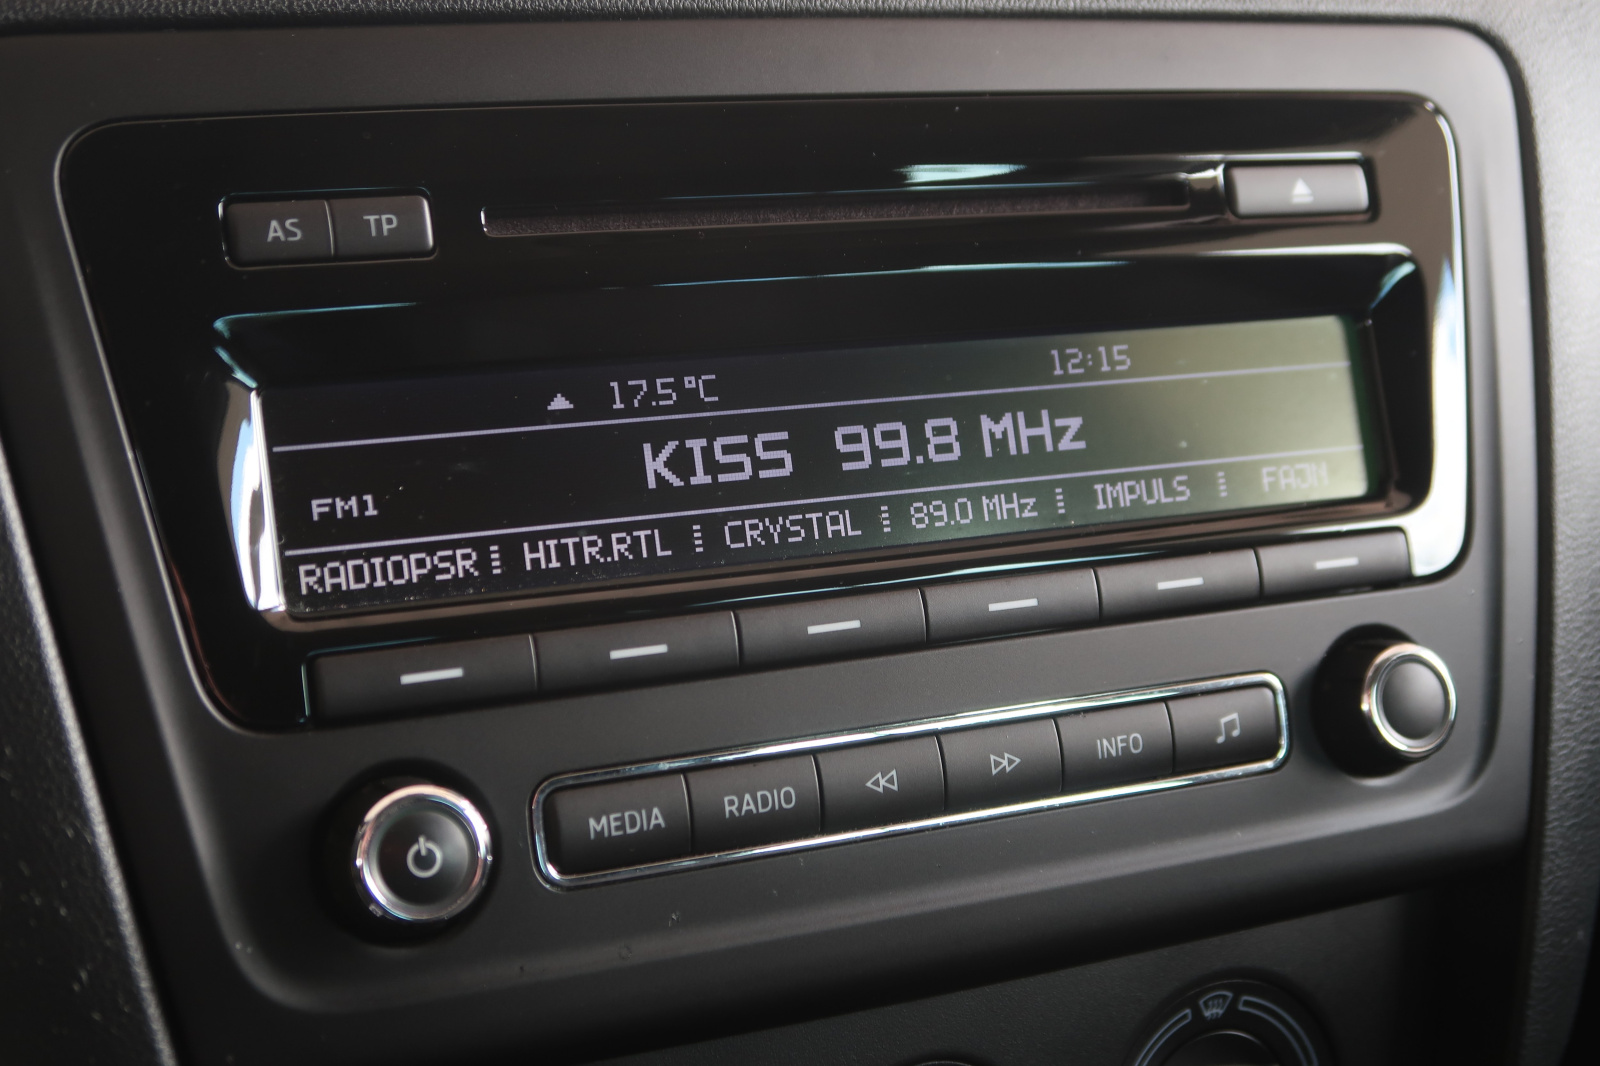 AS TP
17.5°C 12:15
KISS 99.8 MHz
FM1
RADIOPSR HITR.RTL CRYSTAL 89.0 MHz IMPULS FAJN
MEDIA RADIO INFO